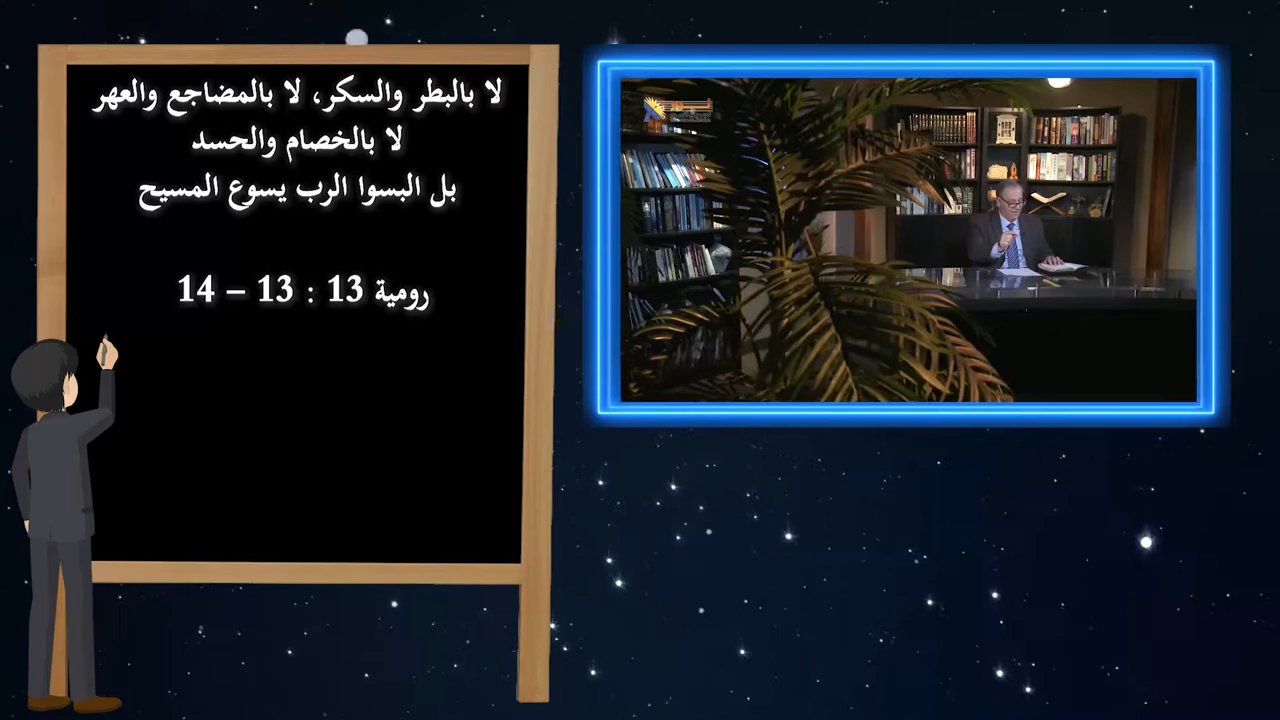 لا بالبطر والسكر، لا بالمضاجع والعهر
لا بالخصام والحسد
بل البسوا الرب يسوع المسيح
رومية 13 : 13 – 14